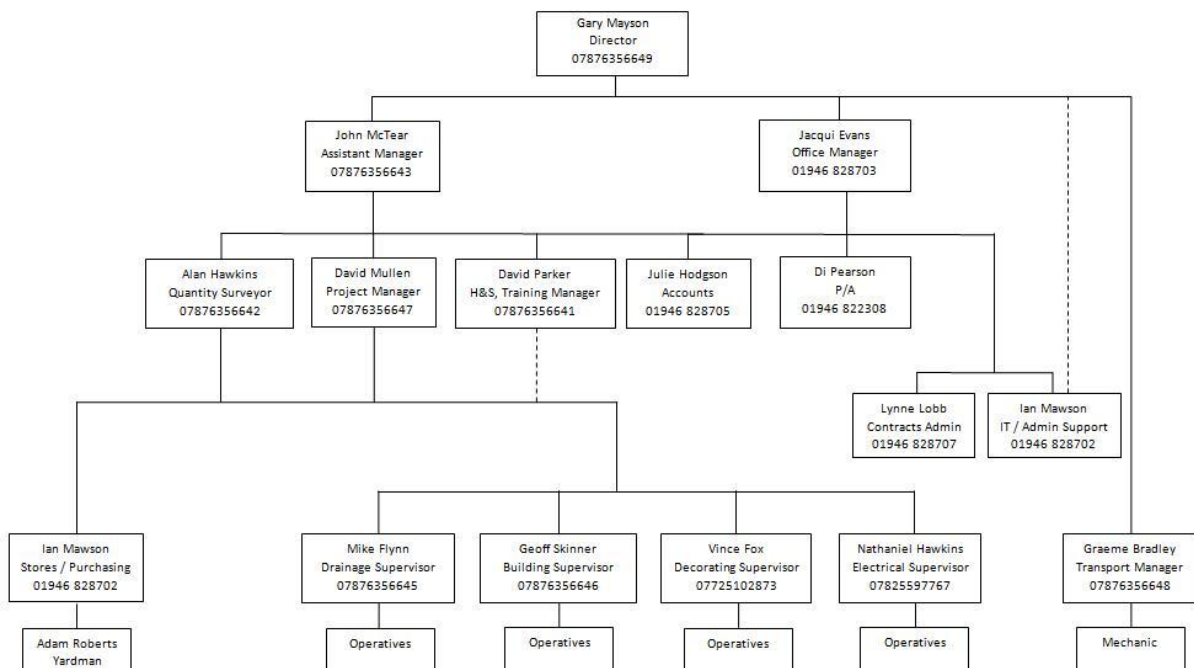 Gary Mayson
Director
07876356649
John McTear
Assistant Manager
07876356643
Jacqui Evans
Office Manager
01946 828703
Alan Hawkins
Quantity Surveyor
07876356642
David Mullen
Project Manager
07876356647
David Parker
H&S, Training Manager
07876356641
Julie Hodgson
Accounts
01946 828705
Di Pearson
P/A
01946 822308
Lynne Lobb
Contracts Admin
01946 828707
Ian Mawson
IT / Admin Support
01946 828702
Ian Mawson
Stores / Purchasing
01946 828702
Mike Flynn
Drainage Supervisor
07876356645
Geoff Skinner
Building Supervisor
07876356646
Vince Fox
Decorating Supervisor
07725102873
Nathaniel Hawkins
Electrical Supervisor
07825597767
Graeme Bradley
Transport Manager
07876356648
Adam Roberts
Yardman
Operatives
Operatives
Operatives
Operatives
Mechanic